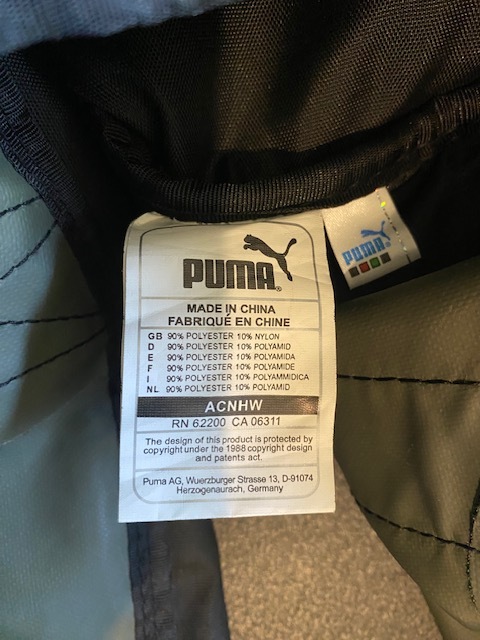 PUMA®
MADE IN CHINA
FABRIQUÉ EN CHINE
GB 90% POLYESTER 10% NYLON
D 90% POLYESTER 10% POLYAMID
E 90% POLYESTER 10% POLYAMIDA
F 90% POLYESTER 10% POLYAMIDE
I 90% POLYESTER 10% POLYAMMIDICA
NL 90% POLYESTER 10% POLYAMID
ACNHW
RN 62200 CA 06311
The design of this product is protected by
copyright under the 1988 copyright design
and patents act.
Puma AG, Wuerzburger Strasse 13, D-91074
Herzogenaurach, Germany
PUMA